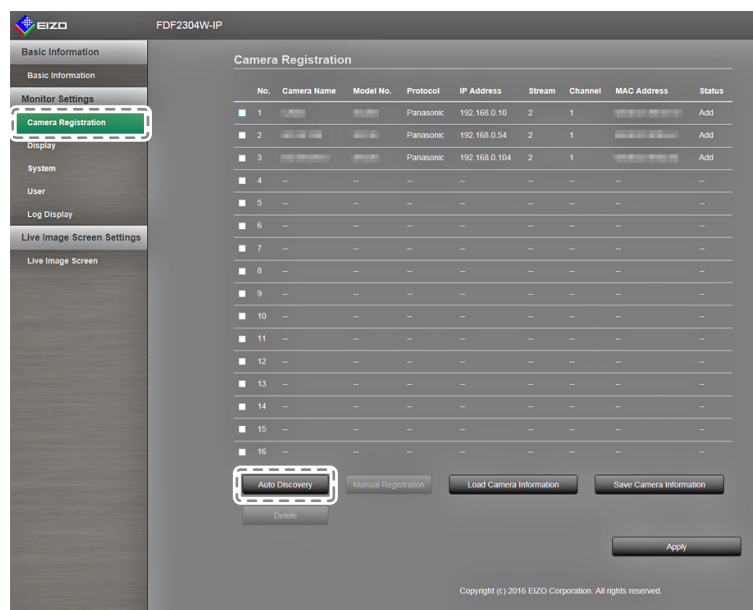 EIZO FDF2304W-IP
Basic Information
Basic Information
Monitor Settings
Camera Registration
Display
System
User
Log Display
Live Image Screen Settings
Live Image Screen
Camera Registration
No. Camera Name Model No. Protocol IP Address Stream Channel MAC Address Status
1 Panasonic 192.168.0.10 2 1 Add
2 Panasonic 192.168.0.54 2 1 Add
3 Panasonic 192.168.0.104 2 1 Add
4 -- -- -- -- -- -- -- --
5 -- -- -- -- -- -- -- --
6 -- -- -- -- -- -- -- --
7 -- -- -- -- -- -- -- --
8 -- -- -- -- -- -- -- --
9 -- -- -- -- -- -- -- --
10 -- -- -- -- -- -- -- --
11 -- -- -- -- -- -- -- --
12 -- -- -- -- -- -- -- --
13 -- -- -- -- -- -- -- --
14 -- -- -- -- -- -- -- --
15 -- -- -- -- -- -- -- --
16 -- -- -- -- -- -- -- --
Auto Discovery Manual Registration Load Camera Information Save Camera Information
Delete
Apply
Copyright (c) 2016 EIZO Corporation. All rights reserved.